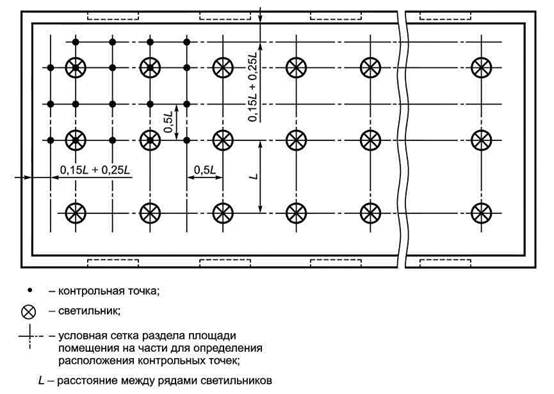 0,15L + 0,25L
0,5L
0,15L + 0,25L
0,5L
L
• – контрольная точка;
– светильник;
– условная сетка раздела площади
помещения на части для определения
расположения контрольных точек;
L – расстояние между рядами светильников